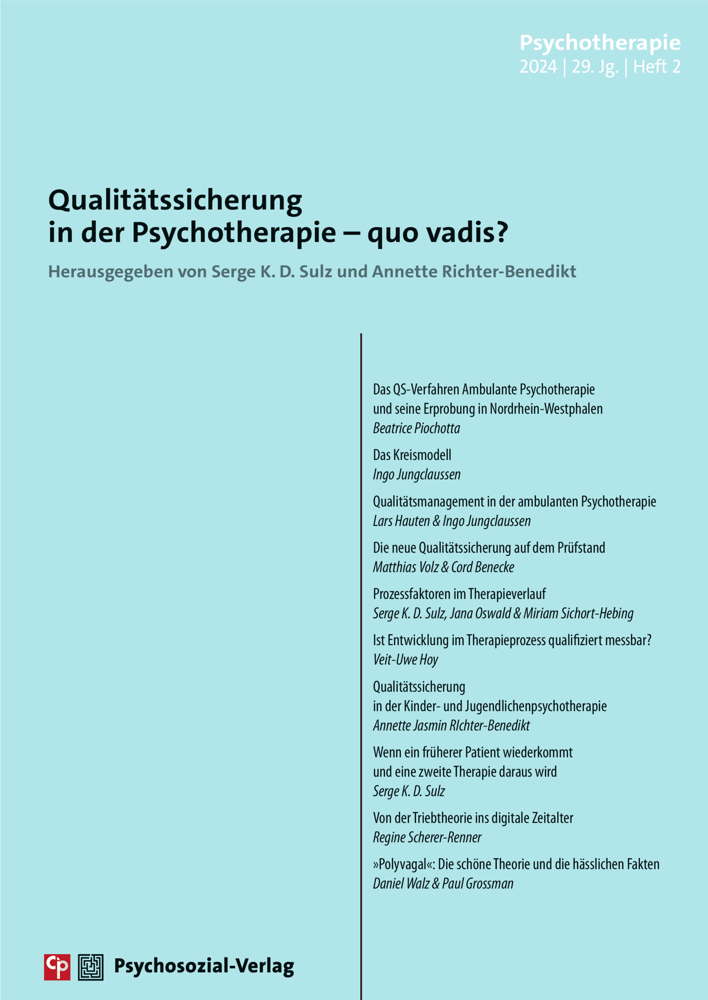 Psychotherapie
2024 | 29. Jg. | Heft 2
Qualitätssicherung
in der Psychotherapie – quo vadis?
Herausgegeben von Serge K. D. Sulz und Annette Richter-Benedikt
Das QS-Verfahren Ambulante Psychotherapie
und seine Erprobung in Nordrhein-Westphalen
Beatrice Piochotta
Das Kreismodell
Ingo Jungclaussen
Qualitätsmanagement in der ambulanten Psychotherapie
Lars Hauten & Ingo Jungclaussen
Die neue Qualitätssicherung auf dem Prüfstand
Matthias Volz & Cord Benecke
Prozessfaktoren im Therapieverlauf
Serge K. D. Sulz, Jana Oswald & Miriam Sichort-Hebing
Ist Entwicklung im Therapieprozess qualifiziert messbar?
Veit-Uwe Hoy
Qualitätssicherung
in der Kinder- und Jugendlichenpsychotherapie
Annette Jasmin RIchter-Benedikt
Wenn ein früherer Patient wiederkommt
und eine zweite Therapie daraus wird
Serge K. D. Sulz
Von der Triebtheorie ins digitale Zeitalter
Regine Scherer-Renner
»Polyvagal«: Die schöne Theorie und die hässlichen Fakten
Daniel Walz & Paul Grossman
cip
Psychosozial-Verlag